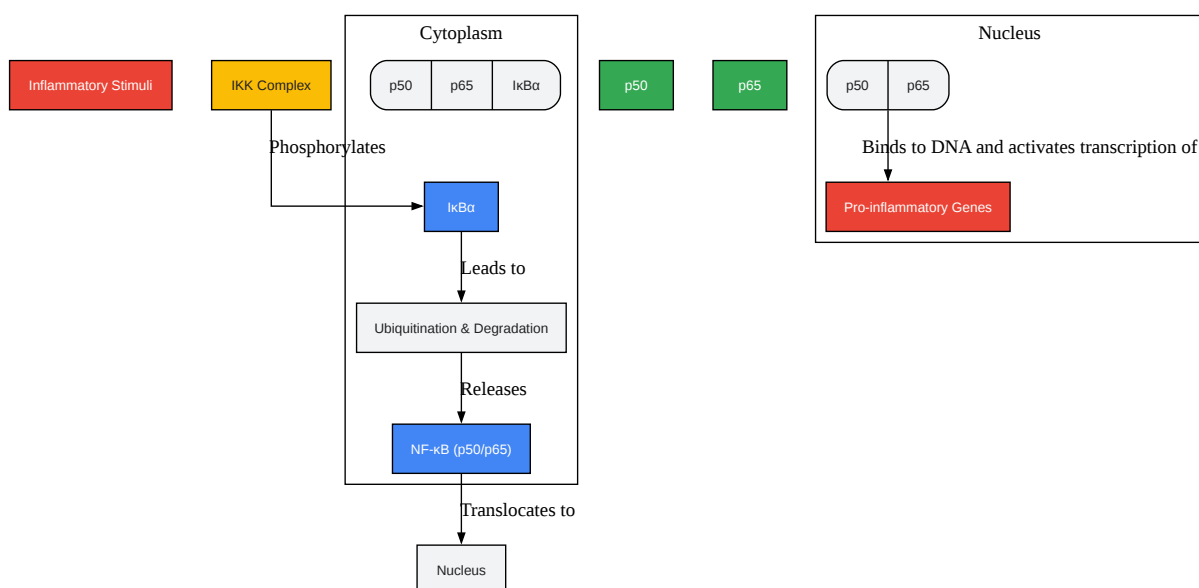 Cytoplasm
Nucleus
Inflammatory Stimuli
IKK Complex
p50
p65
IκBα
p50
p65
p50
p65
Phosphorylates
Binds to DNA and activates transcription of
IκBα
Pro-inflammatory Genes
Leads to
Ubiquitination & Degradation
Releases
NF-κB (p50/p65)
Translocates to
Nucleus